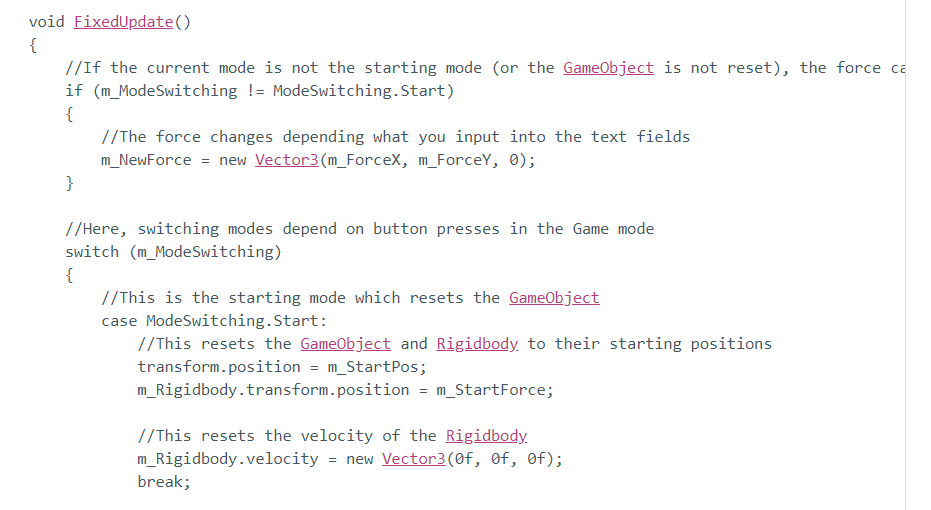 void FixedUpdate()
{
//If the current mode is not the starting mode (or the GameObject is not reset), the force
if (m_ModeSwitching != ModeSwitching.Start)
{
//The force changes depending what you input into the text fields
m_NewForce = new Vector3(m_ForceX, m_ForceY, 0);
}
//Here, switching modes depend on button presses in the Game mode
switch (m_ModeSwitching)
{
//This is the starting mode which resets the GameObject
case ModeSwitching.Start:
//This resets the GameObject and Rigidbody to their starting positions
transform.position = m_StartPos;
m_Rigidbody.transform.position = m_StartForce;
//This resets the velocity of the Rigidbody
m_Rigidbody.velocity = new Vector3(0f, 0f, 0f);
break;